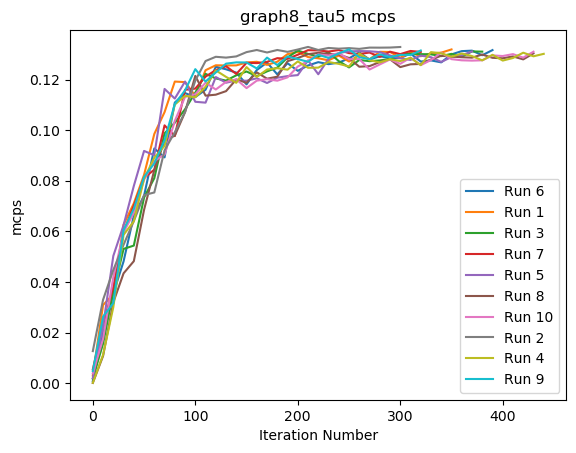 graph8_tau5 mcps
mcps
0.12
0.10
0.08
0.06
0.04
0.02
0.00
0
100
200
300
400
Iteration Number
Run 6
Run 1
Run 3
Run 7
Run 5
Run 8
Run 10
Run 2
Run 4
Run 9